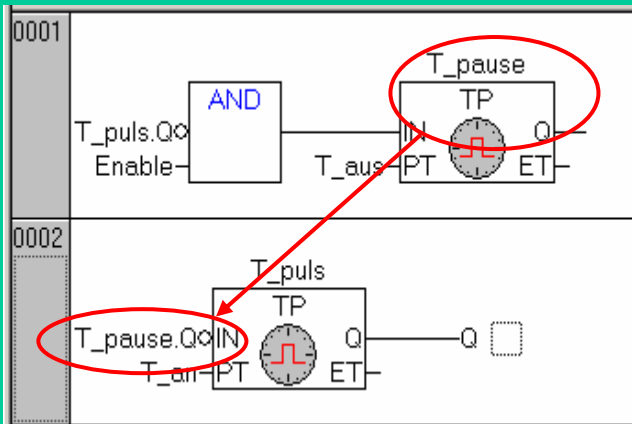 0001
T_pause
AND
TP
T_puls.Q
IN
Q
Enable
T_aus
PT
ET
0002
T_puls
TP
T_pause.Q
IN
Q
Q
T_an
PT
ET